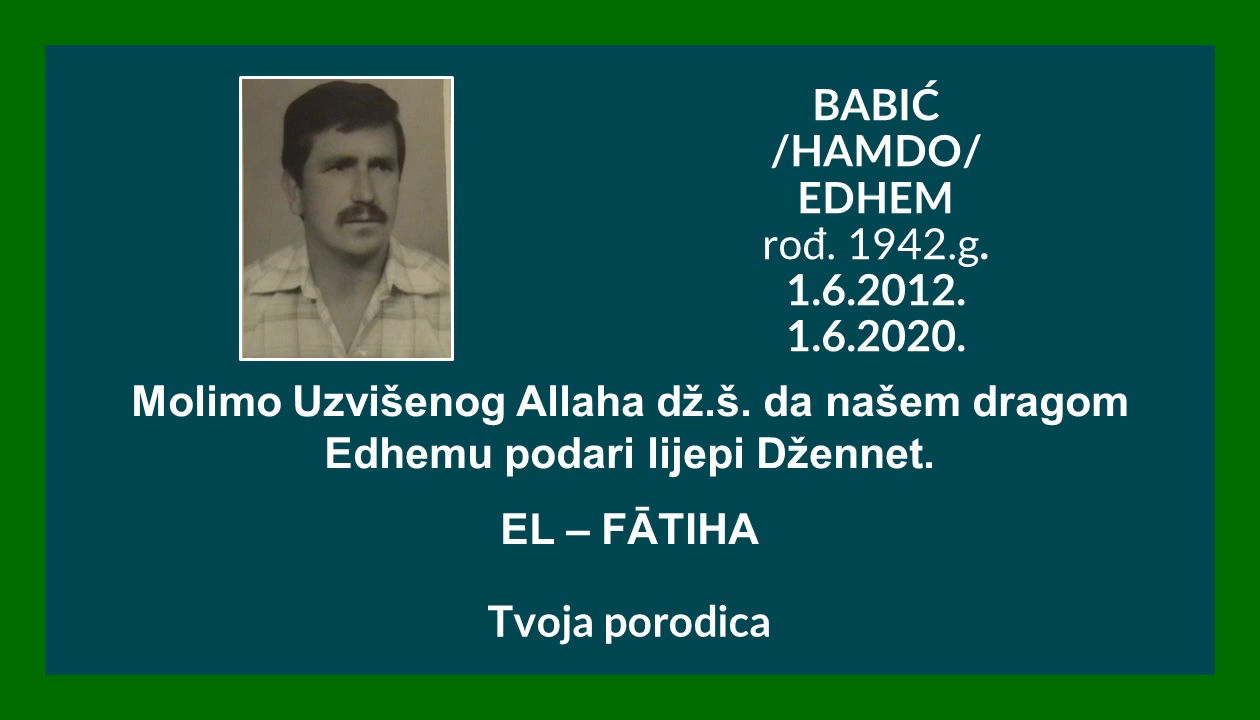 BABIĆ
/HAMDO/
EDHEM
rođ. 1942.g.
1.6.2012.
1.6.2020.
Molimo Uzvišenog Allaha dž.š. da našem dragom
Edhemu podari lijepi Džennet.
EL – FĀTIHA
Tvoja porodica